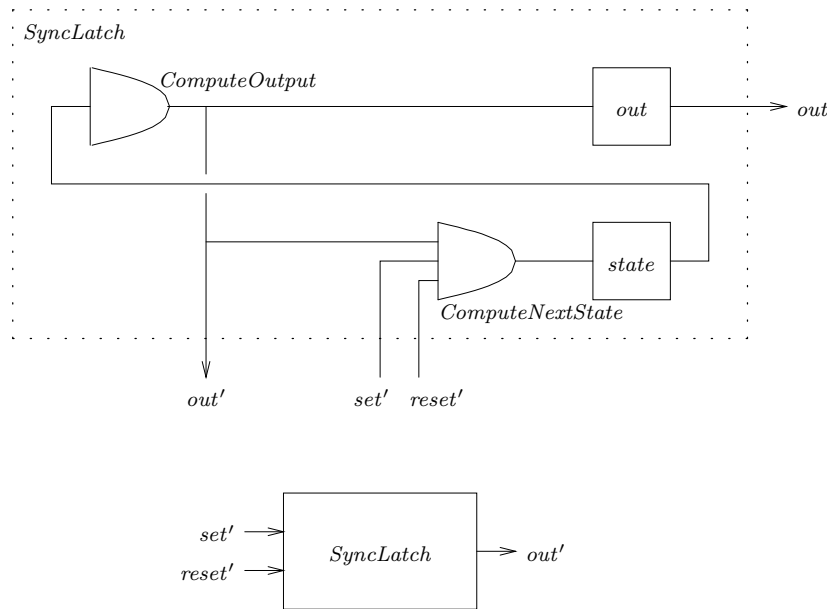 SyncLatch
ComputeOutput
out
out
state
ComputeNextState
out′
set′
reset′
set′
reset′
SyncLatch
out′